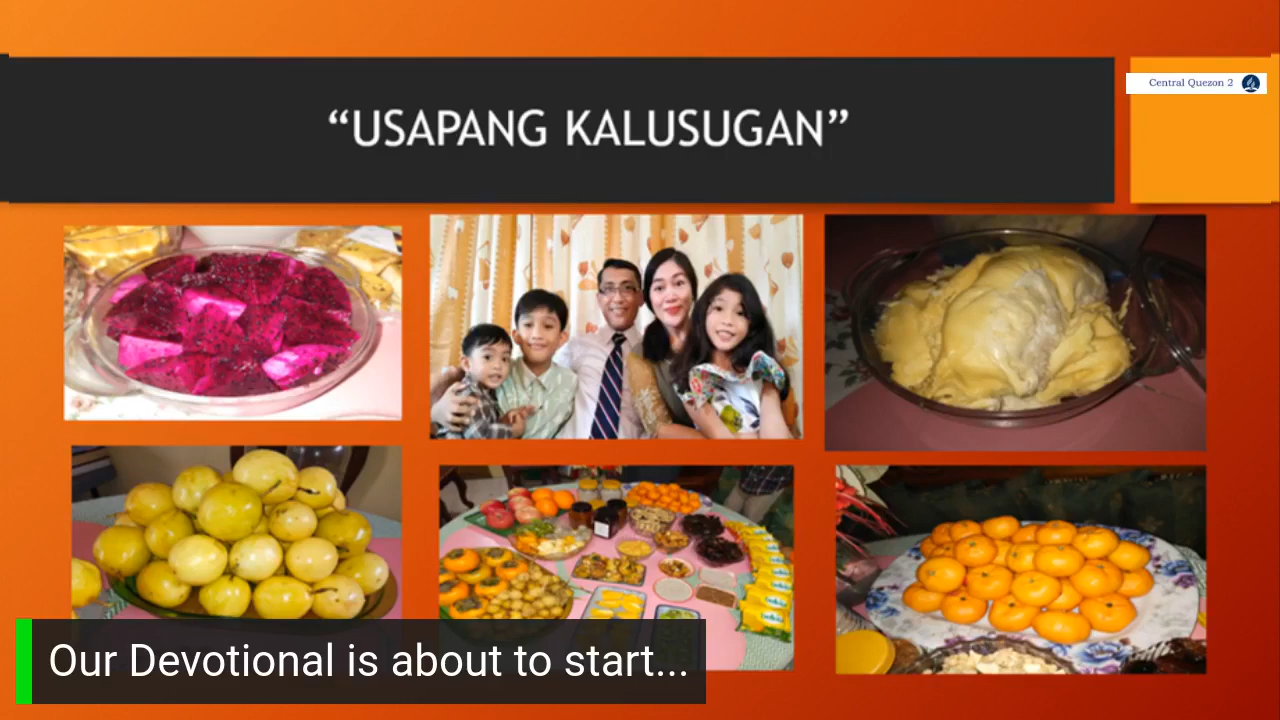 “USAPANG KALUSUGAN”
Central Quezon 2
Our Devotional is about to start...